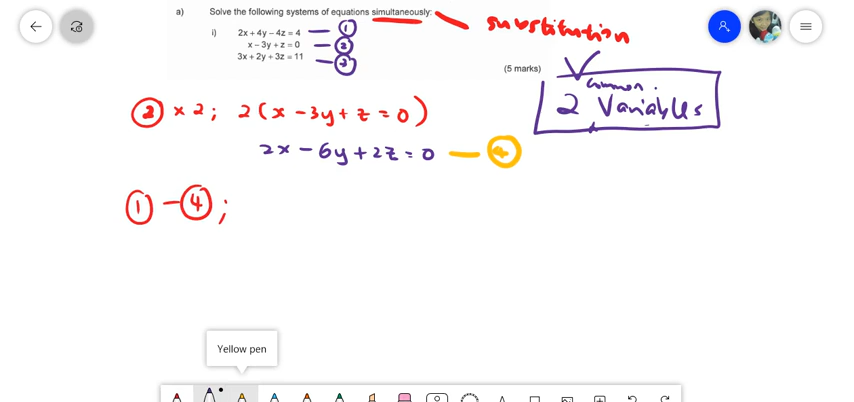 a) Solve the following systems of equations simultaneously: substitution
i) 2x + 4y − 4z = 4 — ①
x − 3y + z = 0 — ②
3x + 2y + 3z = 11 — ③
(5 marks)
common
2 Variables
② × 2; 2(x − 3y + z = 0)
2x − 6y + 2z = 0 — ④
① − ④;
Yellow pen